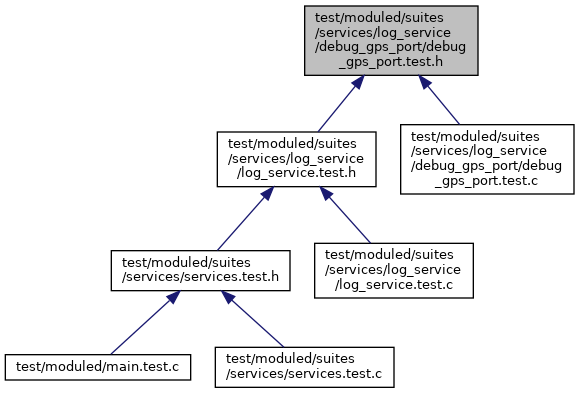 test/moduled/suites
/services/log_service
/debug_gps_port/debug
_gps_port.test.h
test/moduled/suites
/services/log_service
/log_service.test.h
test/moduled/suites
/services/log_service
/debug_gps_port/debug
_gps_port.test.c
test/moduled/suites
/services/services.test.h
test/moduled/suites
/services/log_service
/log_service.test.c
test/moduled/main.test.c
test/moduled/suites
/services/services.test.c